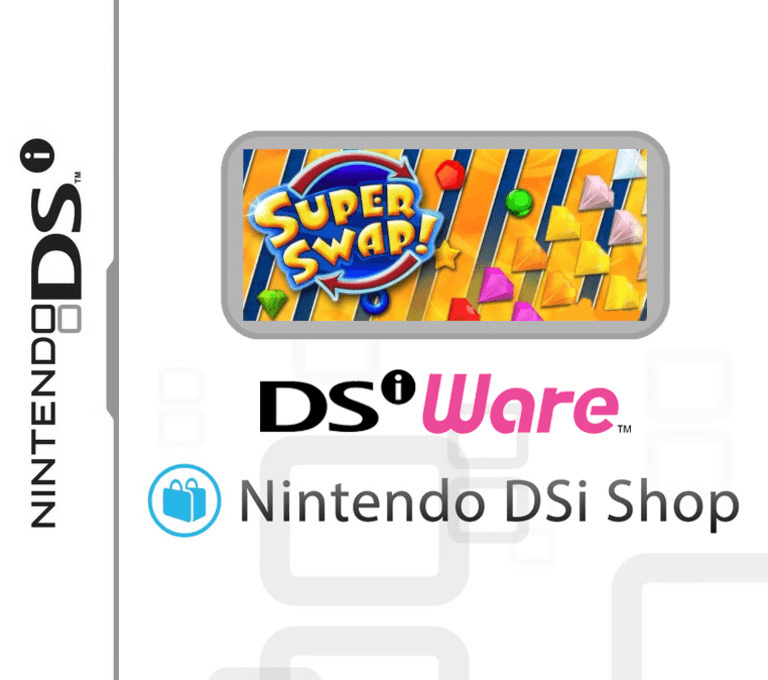 NINTENDO DSi™
SUPER
SWAP!
DSi Ware™
Nintendo DSi Shop